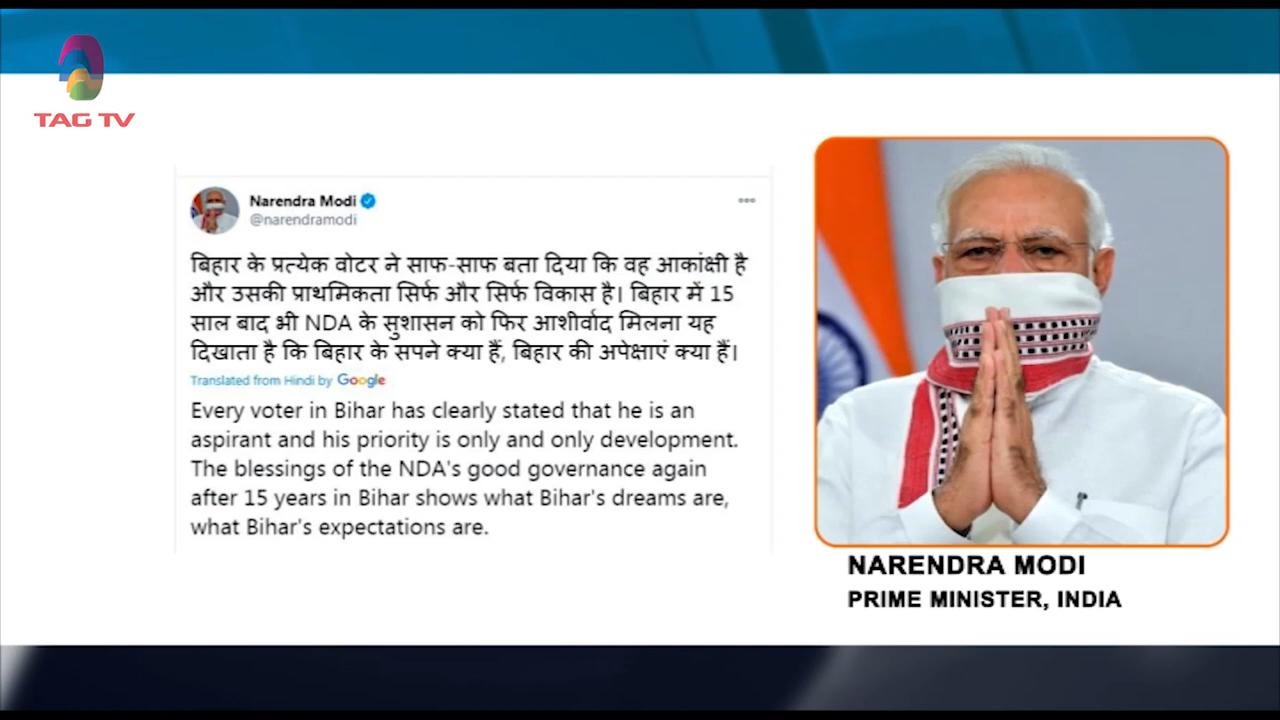 TAG TV
Narendra Modi
@narendramodi
बिहार के प्रत्येक वोटर ने साफ-साफ बता दिया कि वह आकांक्षी है
और उसकी प्राथमिकता सिर्फ और सिर्फ विकास है। बिहार में 15
साल बाद भी NDA के सुशासन को फिर आशीर्वाद मिलना यह
दिखाता है कि बिहार के सपने क्या हैं, बिहार की अपेक्षाएं क्या हैं।
Translated from Hindi by Google
Every voter in Bihar has clearly stated that he is an
aspirant and his priority is only and only development.
The blessings of the NDA's good governance again
after 15 years in Bihar shows what Bihar's dreams are,
what Bihar's expectations are.
NARENDRA MODI
PRIME MINISTER, INDIA